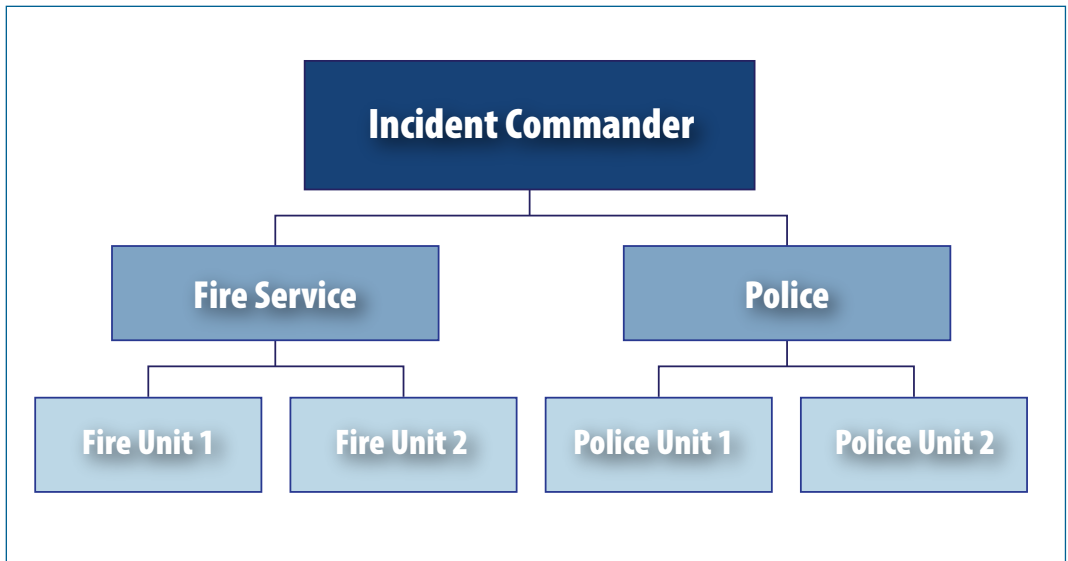 Incident Commander
Fire Service
Police
Fire Unit 1
Fire Unit 2
Police Unit 1
Police Unit 2